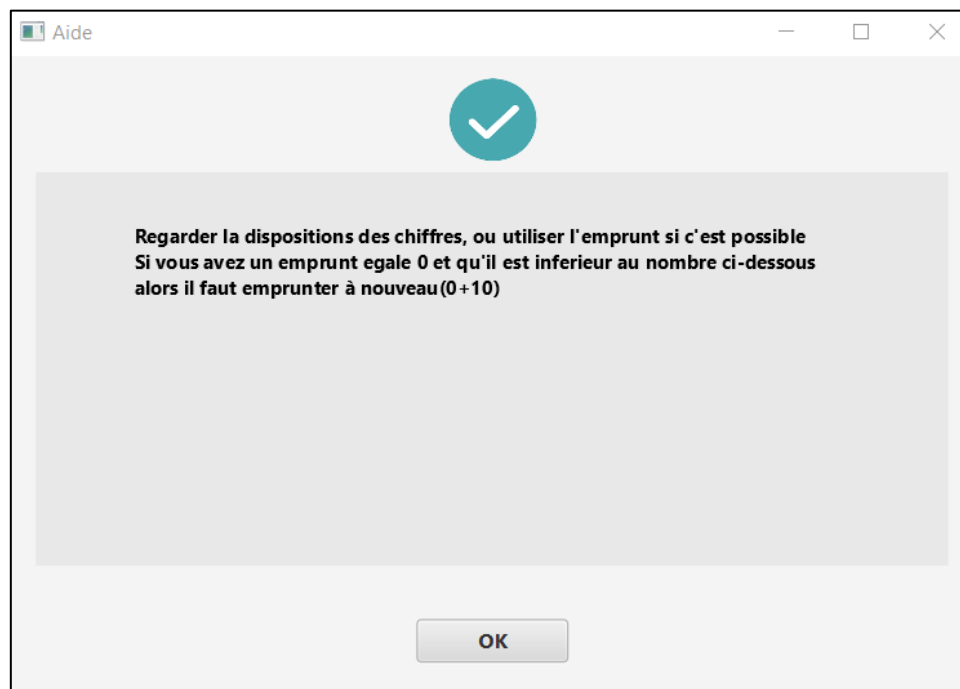 Aide
Regarder la dispositions des chiffres, ou utiliser l'emprunt si c'est possible
Si vous avez un emprunt egale 0 et qu'il est inferieur au nombre ci-dessous
alors il faut emprunter à nouveau(0+10)
OK